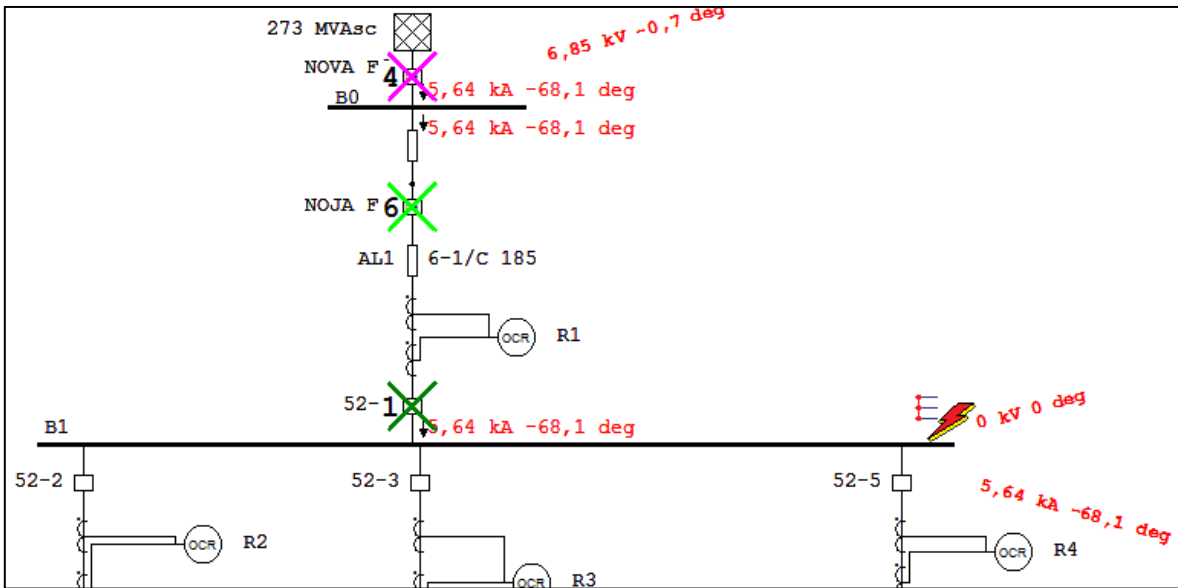 273 MVAsc
6,85 kV -0,7 deg
NOVA F
4
5,64 kA -68,1 deg
B0
5,64 kA -68,1 deg
NOJA F
6
AL1
6-1/C 185
OCR
R1
52-1
5,64 kA -68,1 deg
0 kV 0 deg
B1
52-2
52-3
52-5
5,64 kA -68,1 deg
OCR
R2
OCR
R3
OCR
R4